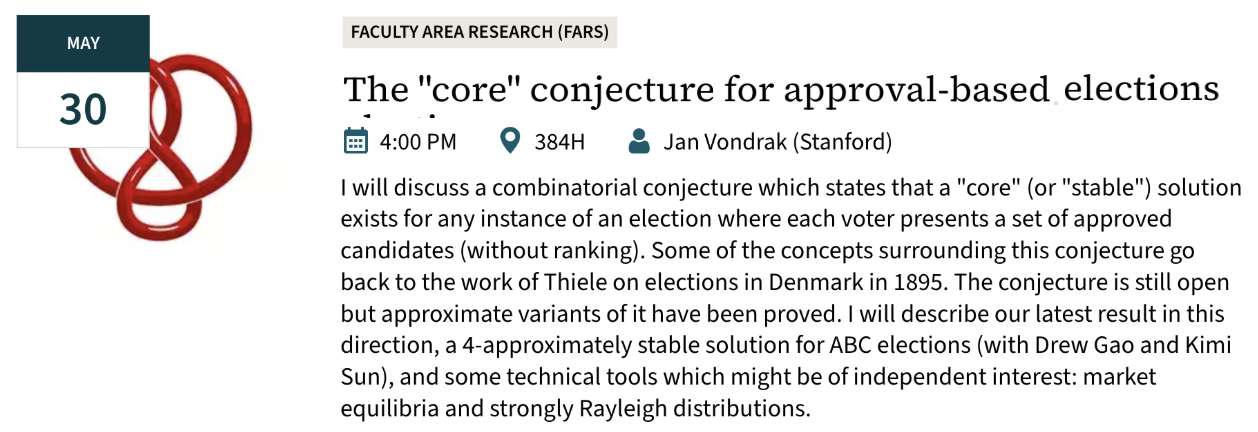 MAY
30
FACULTY AREA RESEARCH (FARS)
The "core" conjecture for approval-based elections
4:00 PM
384H
Jan Vondrak (Stanford)
I will discuss a combinatorial conjecture which states that a "core" (or "stable") solution
exists for any instance of an election where each voter presents a set of approved
candidates (without ranking). Some of the concepts surrounding this conjecture go
back to the work of Thiele on elections in Denmark in 1895. The conjecture is still open
but approximate variants of it have been proved. I will describe our latest result in this
direction, a 4-approximately stable solution for ABC elections (with Drew Gao and Kimi
Sun), and some technical tools which might be of independent interest: market
equilibria and strongly Rayleigh distributions.